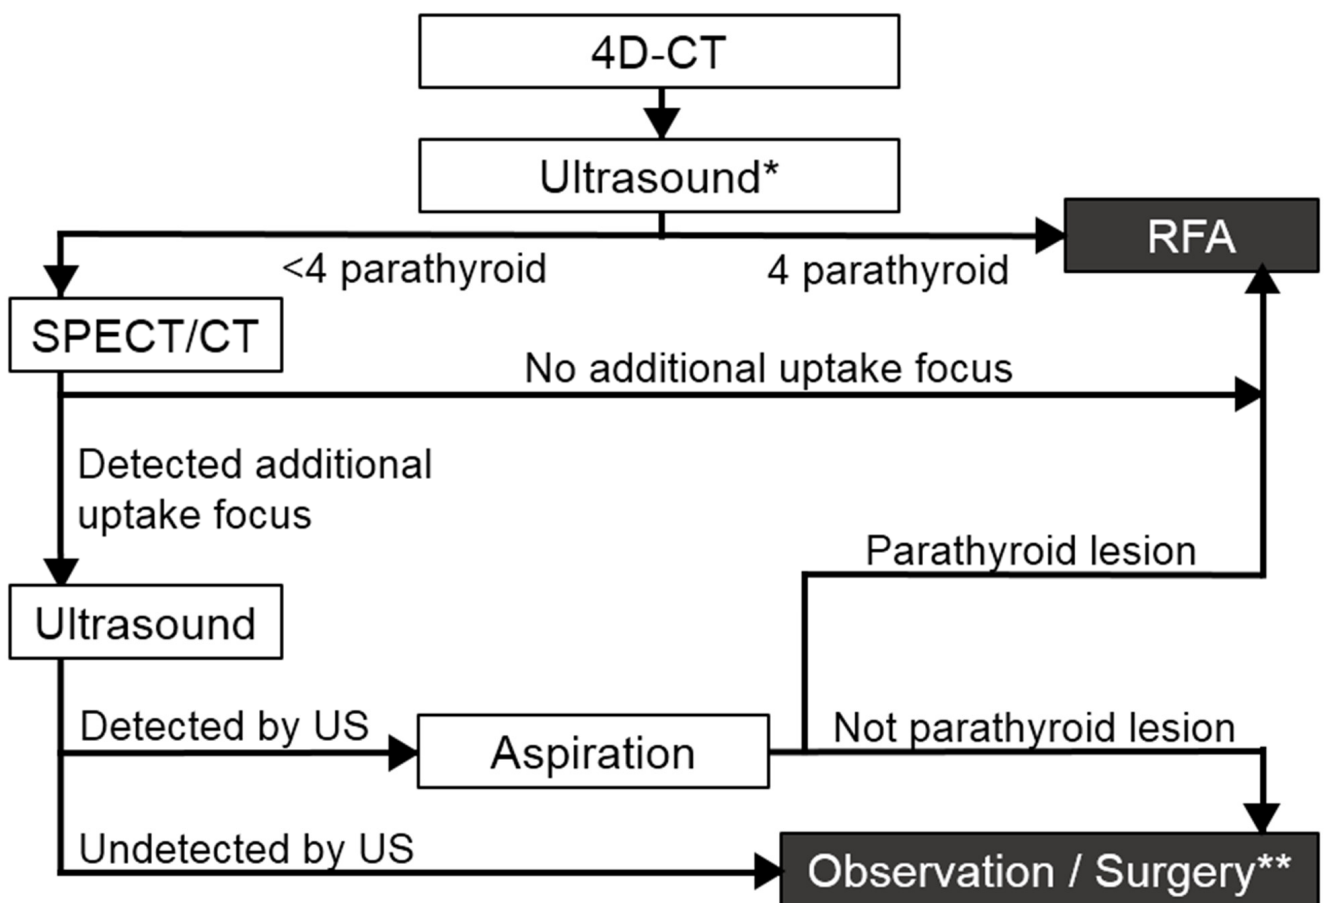 4D-CT
Ultrasound*
RFA
<4 parathyroid
4 parathyroid
SPECT/CT
No additional uptake focus
Detected additional
uptake focus
Parathyroid lesion
Ultrasound
Detected by US
Aspiration
Not parathyroid lesion
Undetected by US
Observation / Surgery**